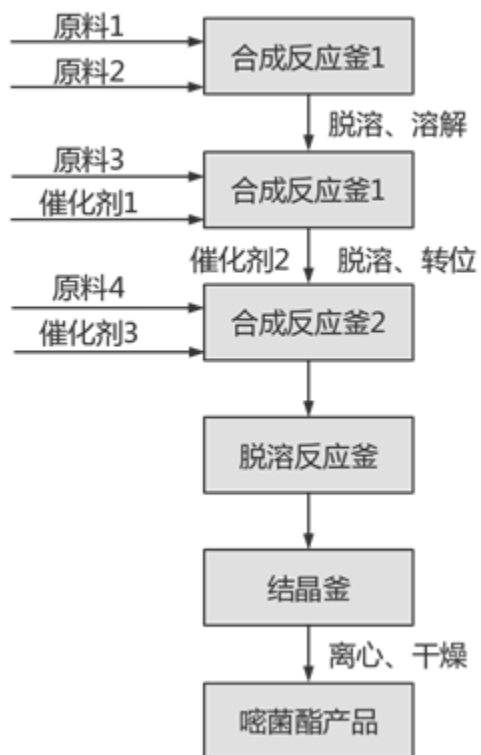 原料1
合成反应釜1
原料2
脱溶、溶解
原料3
合成反应釜1
催化剂1
催化剂2
脱溶、转位
原料4
合成反应釜2
催化剂3
脱溶反应釜
结晶釜
离心、干燥
嘧菌酯产品